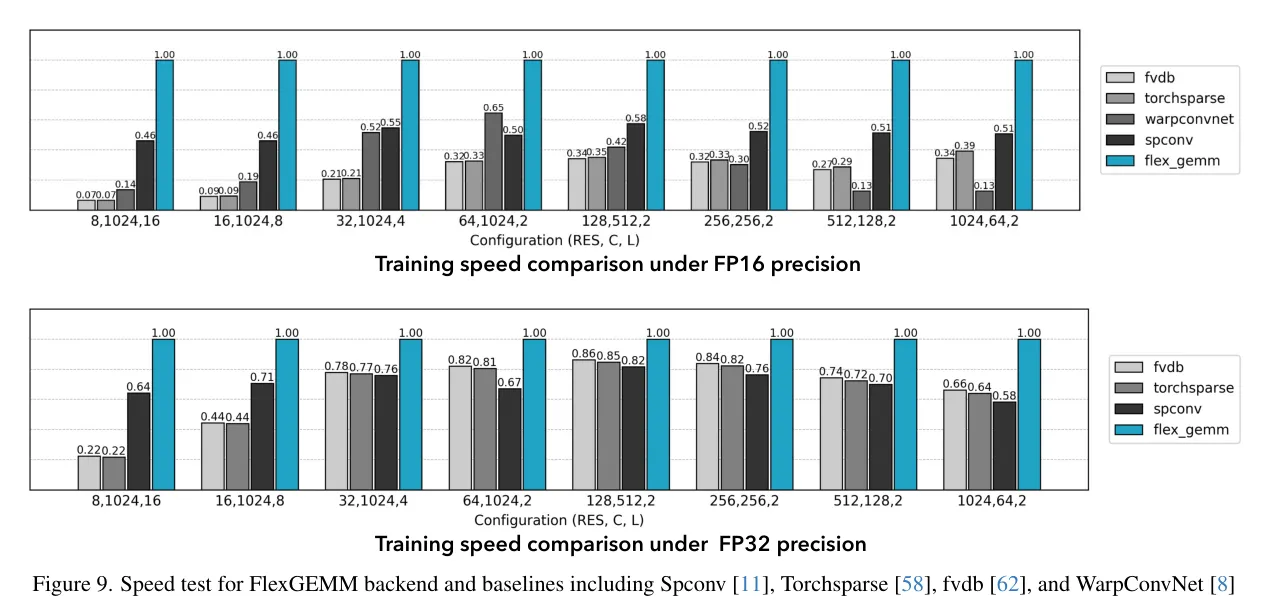 1.00 1.00 1.00 1.00 1.00 1.00 1.00 1.00
0.07 0.07 0.14 0.46 0.09 0.09 0.19 0.46 0.21 0.21 0.52 0.55 0.32 0.33 0.65 0.50 0.34 0.35 0.42 0.58 0.32 0.33 0.30 0.52 0.27 0.29 0.13 0.51 0.34 0.39 0.13 0.51
8,1024,16 16,1024,8 32,1024,4 64,1024,2 128,512,2 256,256,2 512,128,2 1024,64,2
Configuration (RES, C, L)
fvdb
torchsparse
warpconvnet
spconv
flex_gemm
Training speed comparison under FP16 precision
1.00 1.00 1.00 1.00 1.00 1.00 1.00 1.00
0.22 0.22 0.64 0.44 0.44 0.71 0.78 0.77 0.76 0.82 0.81 0.67 0.86 0.85 0.82 0.84 0.82 0.76 0.74 0.72 0.70 0.66 0.64 0.58
8,1024,16 16,1024,8 32,1024,4 64,1024,2 128,512,2 256,256,2 512,128,2 1024,64,2
Configuration (RES, C, L)
fvdb
torchsparse
spconv
flex_gemm
Training speed comparison under FP32 precision
Figure 9. Speed test for FlexGEMM backend and baselines including Spconv [11], Torchsparse [58], fvdb [62], and WarpConvNet [8]